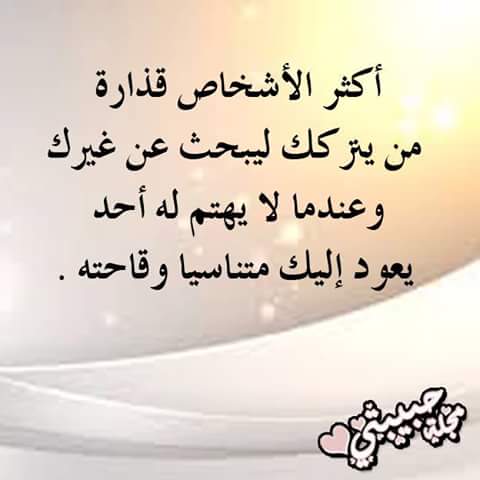 أكثر الأشخاص قذارة
من يتركك ليبحث عن غيرك
وعندما لا يهتم له أحد
يعود إليك متناسيا وقاحته .
مجلة حبيبتي